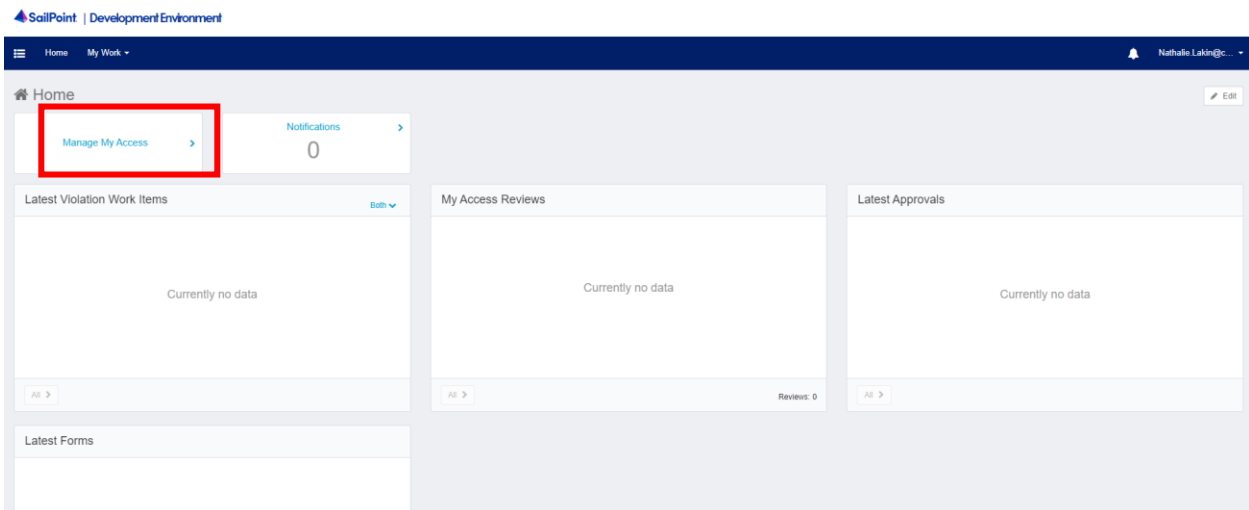 SailPoint | Development Environment
Home My Work Nathalie.Lakin@c...
Home
Edit
Manage My Access
Notifications
0
Latest Violation Work Items
Both
Currently no data
All
My Access Reviews
Currently no data
All
Reviews: 0
Latest Approvals
Currently no data
All
Latest Forms